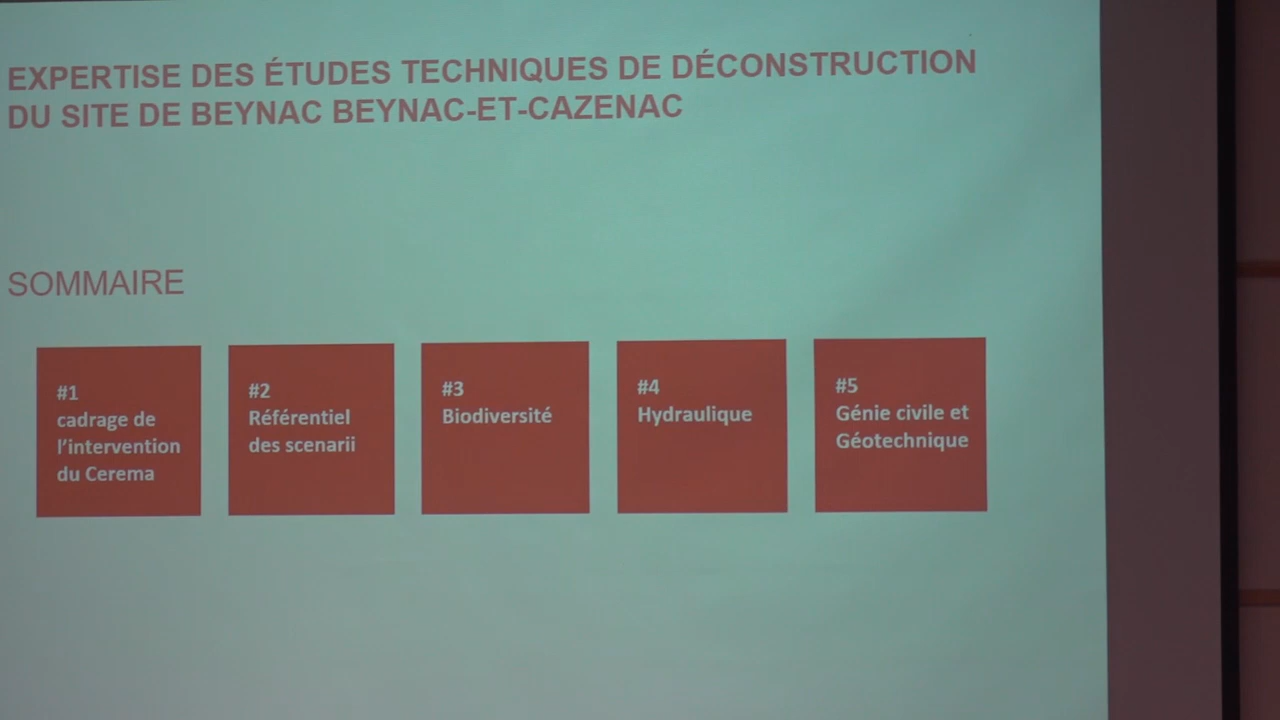 EXPERTISE DES ÉTUDES TECHNIQUES DE DÉCONSTRUCTION
DU SITE DE BEYNAC BEYNAC-ET-CAZENAC
SOMMAIRE
#1
cadrage de
l'intervention
du Cerema
#2
Référentiel
des scenarii
#3
Biodiversité
#4
Hydraulique
#5
Génie civile et
Géotechnique